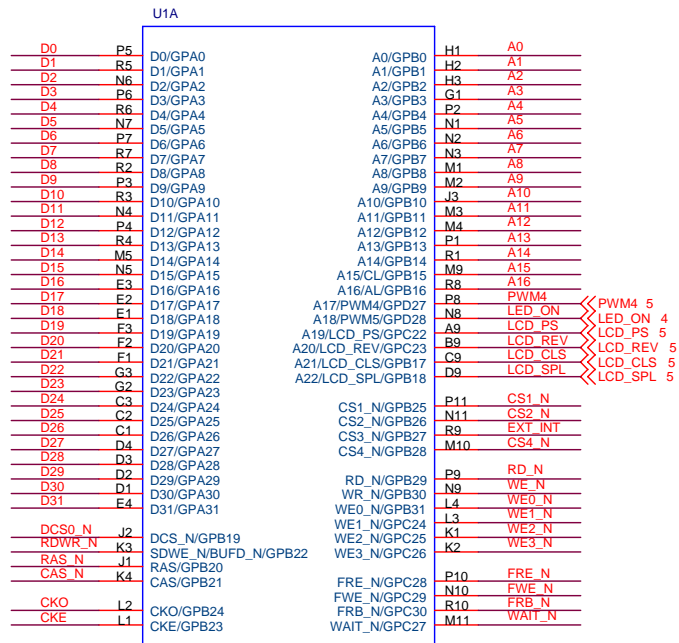 U1A
D0 P5 D0/GPA0 A0/GPB0 H1 A0
D1 R5 D1/GPA1 A1/GPB1 H2 A1
D2 N6 D2/GPA2 A2/GPB2 H3 A2
D3 P6 D3/GPA3 A3/GPB3 G1 A3
D4 R6 D4/GPA4 A4/GPB4 P2 A4
D5 N7 D5/GPA5 A5/GPB5 N1 A5
D6 P7 D6/GPA6 A6/GPB6 N2 A6
D7 R7 D7/GPA7 A7/GPB7 N3 A7
D8 R2 D8/GPA8 A8/GPB8 M1 A8
D9 P3 D9/GPA9 A9/GPB9 M2 A9
D10 R3 D10/GPA10 A10/GPB10 J3 A10
D11 N4 D11/GPA11 A11/GPB11 M3 A11
D12 P4 D12/GPA12 A12/GPB12 M4 A12
D13 R4 D13/GPA13 A13/GPB13 P1 A13
D14 M5 D14/GPA14 A14/GPB14 R1 A14
D15 N5 D15/GPA15 A15/CL/GPB15 M9 A15
D16 E3 D16/GPA16 A16/AL/GPB16 R8 A16
D17 E2 D17/GPA17 A17/PWM4/GPD27 P8 PWM4 PWM4 5
D18 E1 D18/GPA18 A18/PWM5/GPD28 N8 LED_ON LED_ON 4
D19 F3 D19/GPA19 A19/LCD_PS/GPC22 A9 LCD_PS LCD_PS 5
D20 F2 D20/GPA20 A20/LCD_REV/GPC23 B9 LCD_REV LCD_REV 5
D21 F1 D21/GPA21 A21/LCD_CLS/GPB17 C9 LCD_CLS LCD_CLS 5
D22 G3 D22/GPA22 A22/LCD_SPL/GPB18 D9 LCD_SPL LCD_SPL 5
D23 G2 D23/GPA23
D24 C3 D24/GPA24 CS1_N/GPB25 P11 CS1_N
D25 C2 D25/GPA25 CS2_N/GPB26 N11 CS2_N
D26 C1 D26/GPA26 CS3_N/GPB27 R9 EXT_INT
D27 D4 D27/GPA27 CS4_N/GPB28 M10 CS4_N
D28 D3 D28/GPA28
D29 D2 D29/GPA29 RD_N/GPB29 P9 RD_N
D30 D1 D30/GPA30 WR_N/GPB30 N9 WE_N
D31 E4 D31/GPA31 WE0_N/GPB31 L4 WE0_N
WE1_N/GPC24 L3 WE1_N
DCS0_N J2 DCS_N/GPB19 WE2_N/GPC25 K1 WE2_N
RDWR_N K3 SDWE_N/BUFD_N/GPB22 WE3_N/GPC26 K2 WE3_N
RAS_N J1 RAS/GPB20
CAS_N K4 CAS/GPB21 FRE_N/GPC28 P10 FRE_N
FWE_N/GPC29 N10 FWE_N
CKO L2 CKO/GPB24 FRB_N/GPC30 R10 FRB_N
CKE L1 CKE/GPB23 WAIT_N/GPC27 M11 WAIT_N